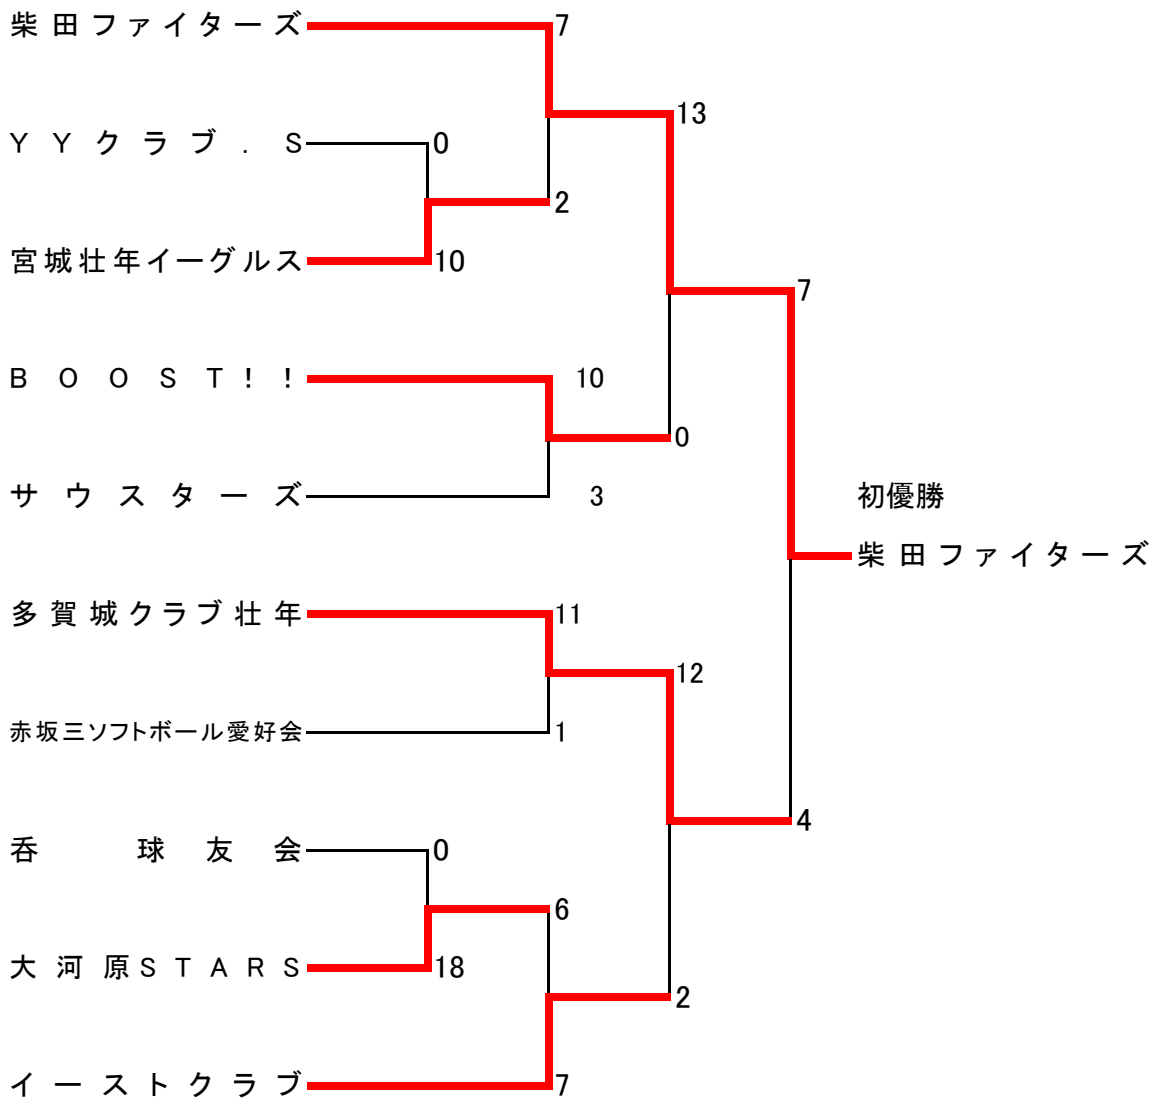 柴田ファイターズ 7
13
YYクラブ.S 0
2
宮城壮年イーグルス 10
7
BOOST!! 10
0
サウスターズ 3
初優勝
柴田ファイターズ
多賀城クラブ壮年 11
12
赤坂三ソフトボール愛好会 1
4
呑球友会 0
6
大河原STARS 18
2
イーストクラブ 7